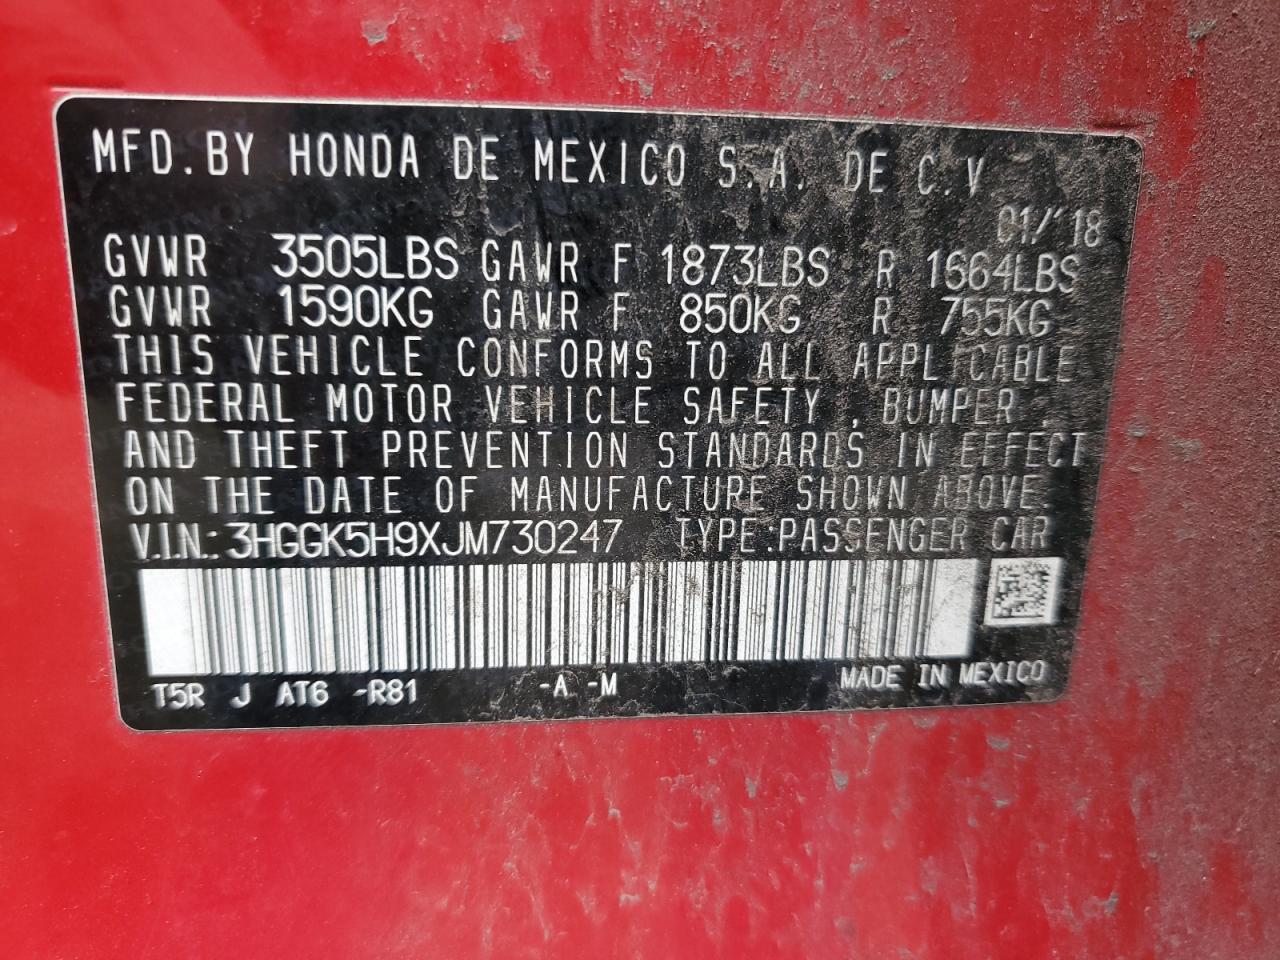 MFD.BY HONDA DE MEXICO S.A. DE C.V
01/'18
GVWR 3505LBS GAWR F 1873LBS R 1664LBS
GVWR 1590KG GAWR F 850KG R 755KG
THIS VEHICLE CONFORMS TO ALL APPLICABLE
FEDERAL MOTOR VEHICLE SAFETY, BUMPER,
AND THEFT PREVENTION STANDARDS IN EFFECT
ON THE DATE OF MANUFACTURE SHOWN ABOVE.
V.I.N.: 3HGGK5H9XJM730247 TYPE:PASSENGER CAR
T5R J AT6 -R81 -A -M MADE IN MEXICO